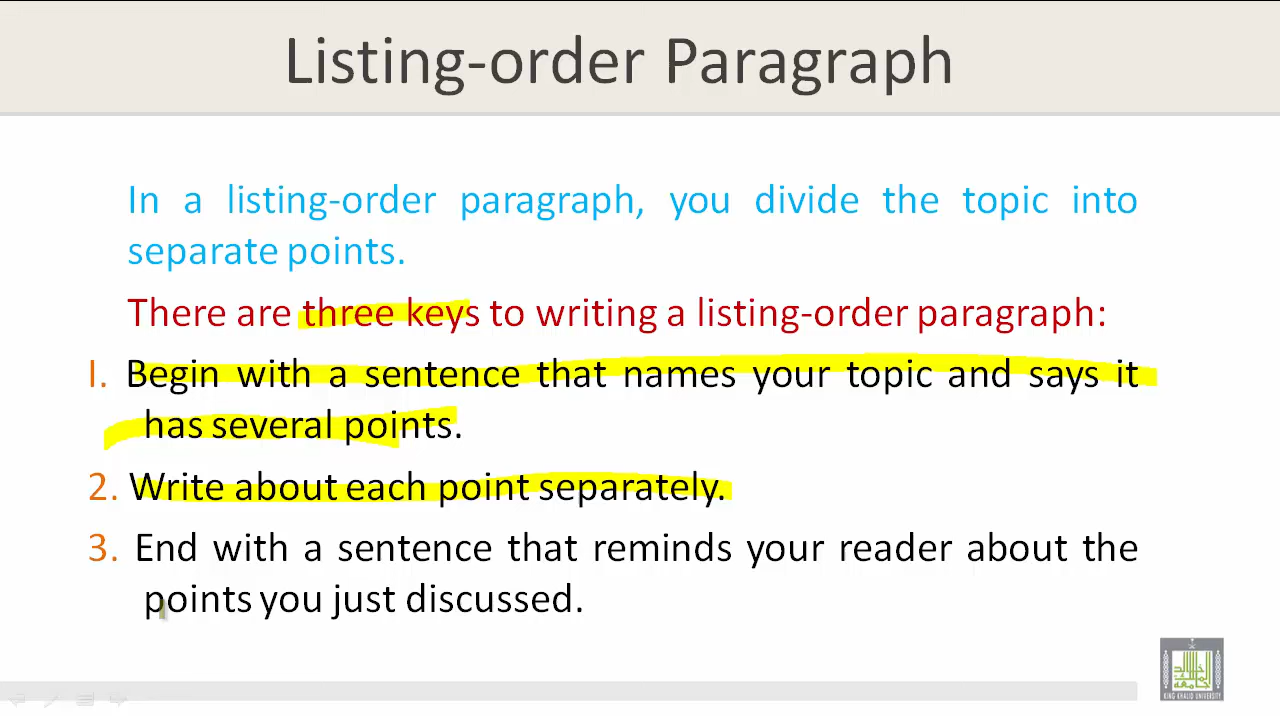 Listing-order Paragraph
In a listing-order paragraph, you divide the topic into
separate points.
There are three keys to writing a listing-order paragraph:
I. Begin with a sentence that names your topic and says it
has several points.
2. Write about each point separately.
3. End with a sentence that reminds your reader about the
points you just discussed.
KING KHALID UNIVERSITY